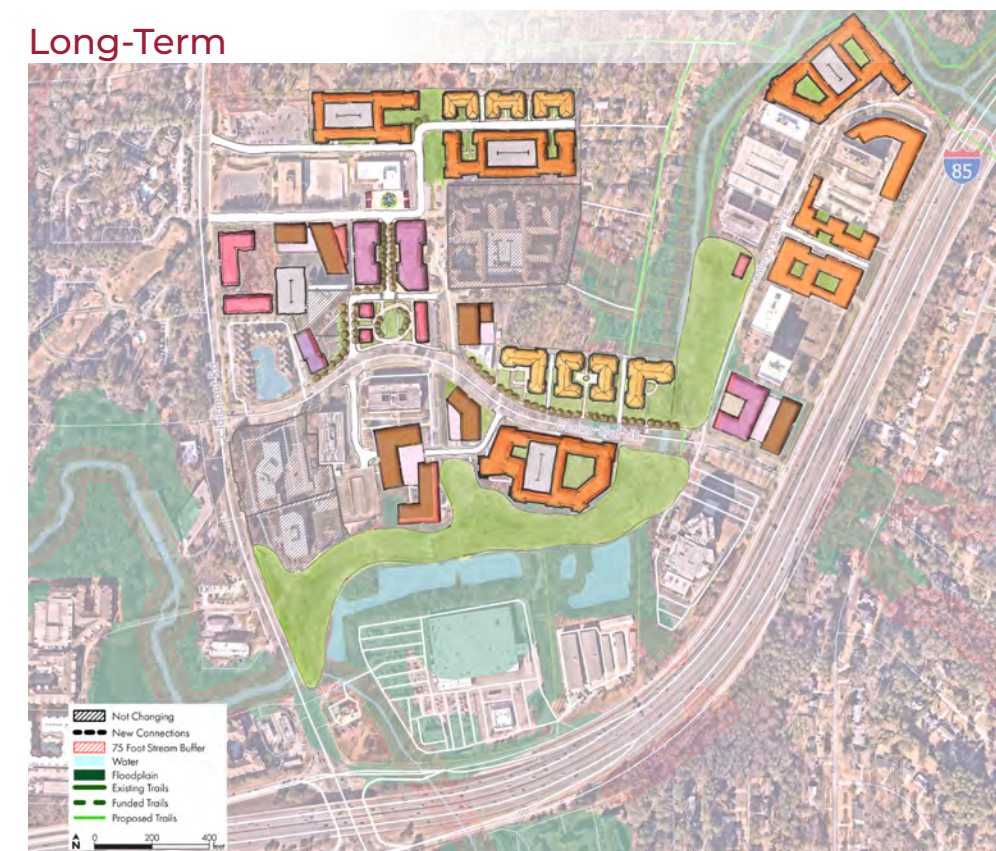 Long-Term
85
Not Changing
New Connections
75 Foot Stream Buffer
Water
Floodplain
Existing Trails
Funded Trails
Proposed Trails
N
0 200 400
feet